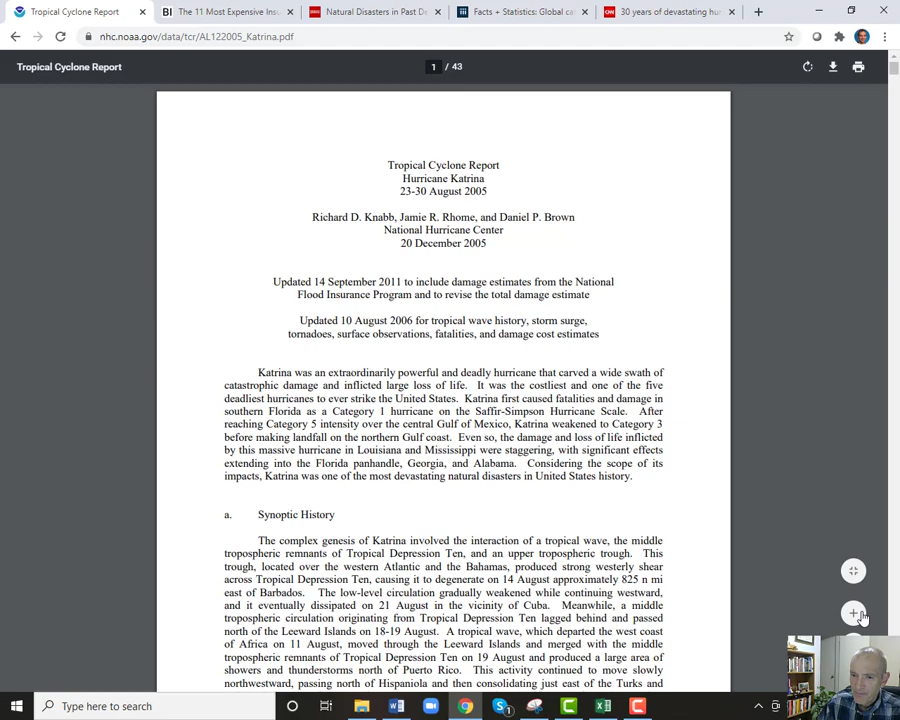 Tropical Cyclone Report
BI The 11 Most Expensive Insu
Natural Disasters in Past De
Facts + Statistics: Global ca
CNN 30 years of devastating hur
nhc.noaa.gov/data/tcr/AL122005_Katrina.pdf
Tropical Cyclone Report
1 / 43
Tropical Cyclone Report
Hurricane Katrina
23-30 August 2005
Richard D. Knabb, Jamie R. Rhome, and Daniel P. Brown
National Hurricane Center
20 December 2005
Updated 14 September 2011 to include damage estimates from the National
Flood Insurance Program and to revise the total damage estimate
Updated 10 August 2006 for tropical wave history, storm surge,
tornadoes, surface observations, fatalities, and damage cost estimates
Katrina was an extraordinarily powerful and deadly hurricane that carved a wide swath of
catastrophic damage and inflicted large loss of life. It was the costliest and one of the five
deadliest hurricanes to ever strike the United States. Katrina first caused fatalities and damage in
southern Florida as a Category 1 hurricane on the Saffir-Simpson Hurricane Scale. After
reaching Category 5 intensity over the central Gulf of Mexico, Katrina weakened to Category 3
before making landfall on the northern Gulf coast. Even so, the damage and loss of life inflicted
by this massive hurricane in Louisiana and Mississippi were staggering, with significant effects
extending into the Florida panhandle, Georgia, and Alabama. Considering the scope of its
impacts, Katrina was one of the most devastating natural disasters in United States history.
a. Synoptic History
The complex genesis of Katrina involved the interaction of a tropical wave, the middle
tropospheric remnants of Tropical Depression Ten, and an upper tropospheric trough. This
trough, located over the western Atlantic and the Bahamas, produced strong westerly shear
across Tropical Depression Ten, causing it to degenerate on 14 August approximately 825 n mi
east of Barbados. The low-level circulation gradually weakened while continuing westward,
and it eventually dissipated on 21 August in the vicinity of Cuba. Meanwhile, a middle
tropospheric circulation originating from Tropical Depression Ten lagged behind and passed
north of the Leeward Islands on 18-19 August. A tropical wave, which departed the west coast
of Africa on 11 August, moved through the Leeward Islands and merged with the middle
tropospheric remnants of Tropical Depression Ten on 19 August and produced a large area of
showers and thunderstorms north of Puerto Rico. This activity continued to move slowly
northwestward, passing north of Hispaniola and then consolidating just east of the Turks and
Type here to search